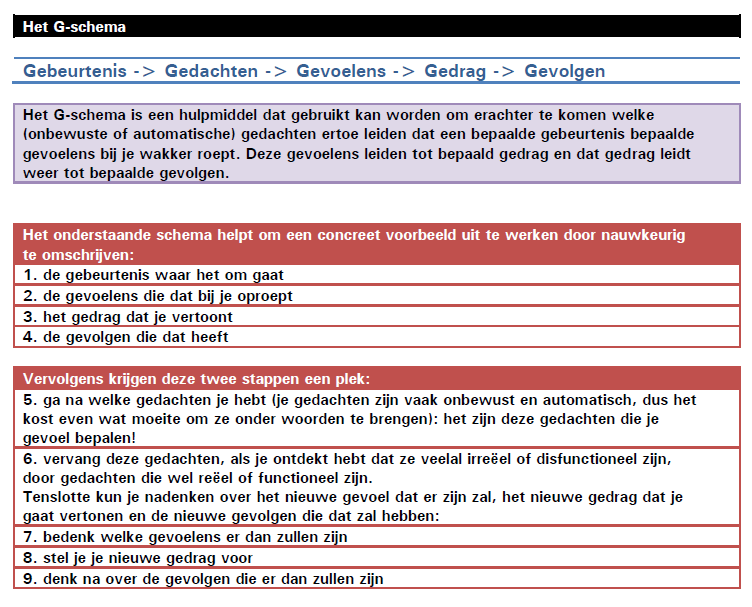 Het G-schema
Gebeurtenis -> Gedachten -> Gevoelens -> Gedrag -> Gevolgen
Het G-schema is een hulpmiddel dat gebruikt kan worden om erachter te komen welke
(onbewuste of automatische) gedachten ertoe leiden dat een bepaalde gebeurtenis bepaalde
gevoelens bij je wakker roept. Deze gevoelens leiden tot bepaald gedrag en dat gedrag leidt
weer tot bepaalde gevolgen.
Het onderstaande schema helpt om een concreet voorbeeld uit te werken door nauwkeurig
te omschrijven:
1. de gebeurtenis waar het om gaat
2. de gevoelens die dat bij je oproept
3. het gedrag dat je vertoont
4. de gevolgen die dat heeft
Vervolgens krijgen deze twee stappen een plek:
5. ga na welke gedachten je hebt (je gedachten zijn vaak onbewust en automatisch, dus het
kost even wat moeite om ze onder woorden te brengen): het zijn deze gedachten die je
gevoel bepalen!
6. vervang deze gedachten, als je ontdekt hebt dat ze veelal irreëel of disfunctioneel zijn,
door gedachten die wel reëel of functioneel zijn.
Tenslotte kun je nadenken over het nieuwe gevoel dat er zijn zal, het nieuwe gedrag dat je
gaat vertonen en de nieuwe gevolgen die dat zal hebben:
7. bedenk welke gevoelens er dan zullen zijn
8. stel je je nieuwe gedrag voor
9. denk na over de gevolgen die er dan zullen zijn